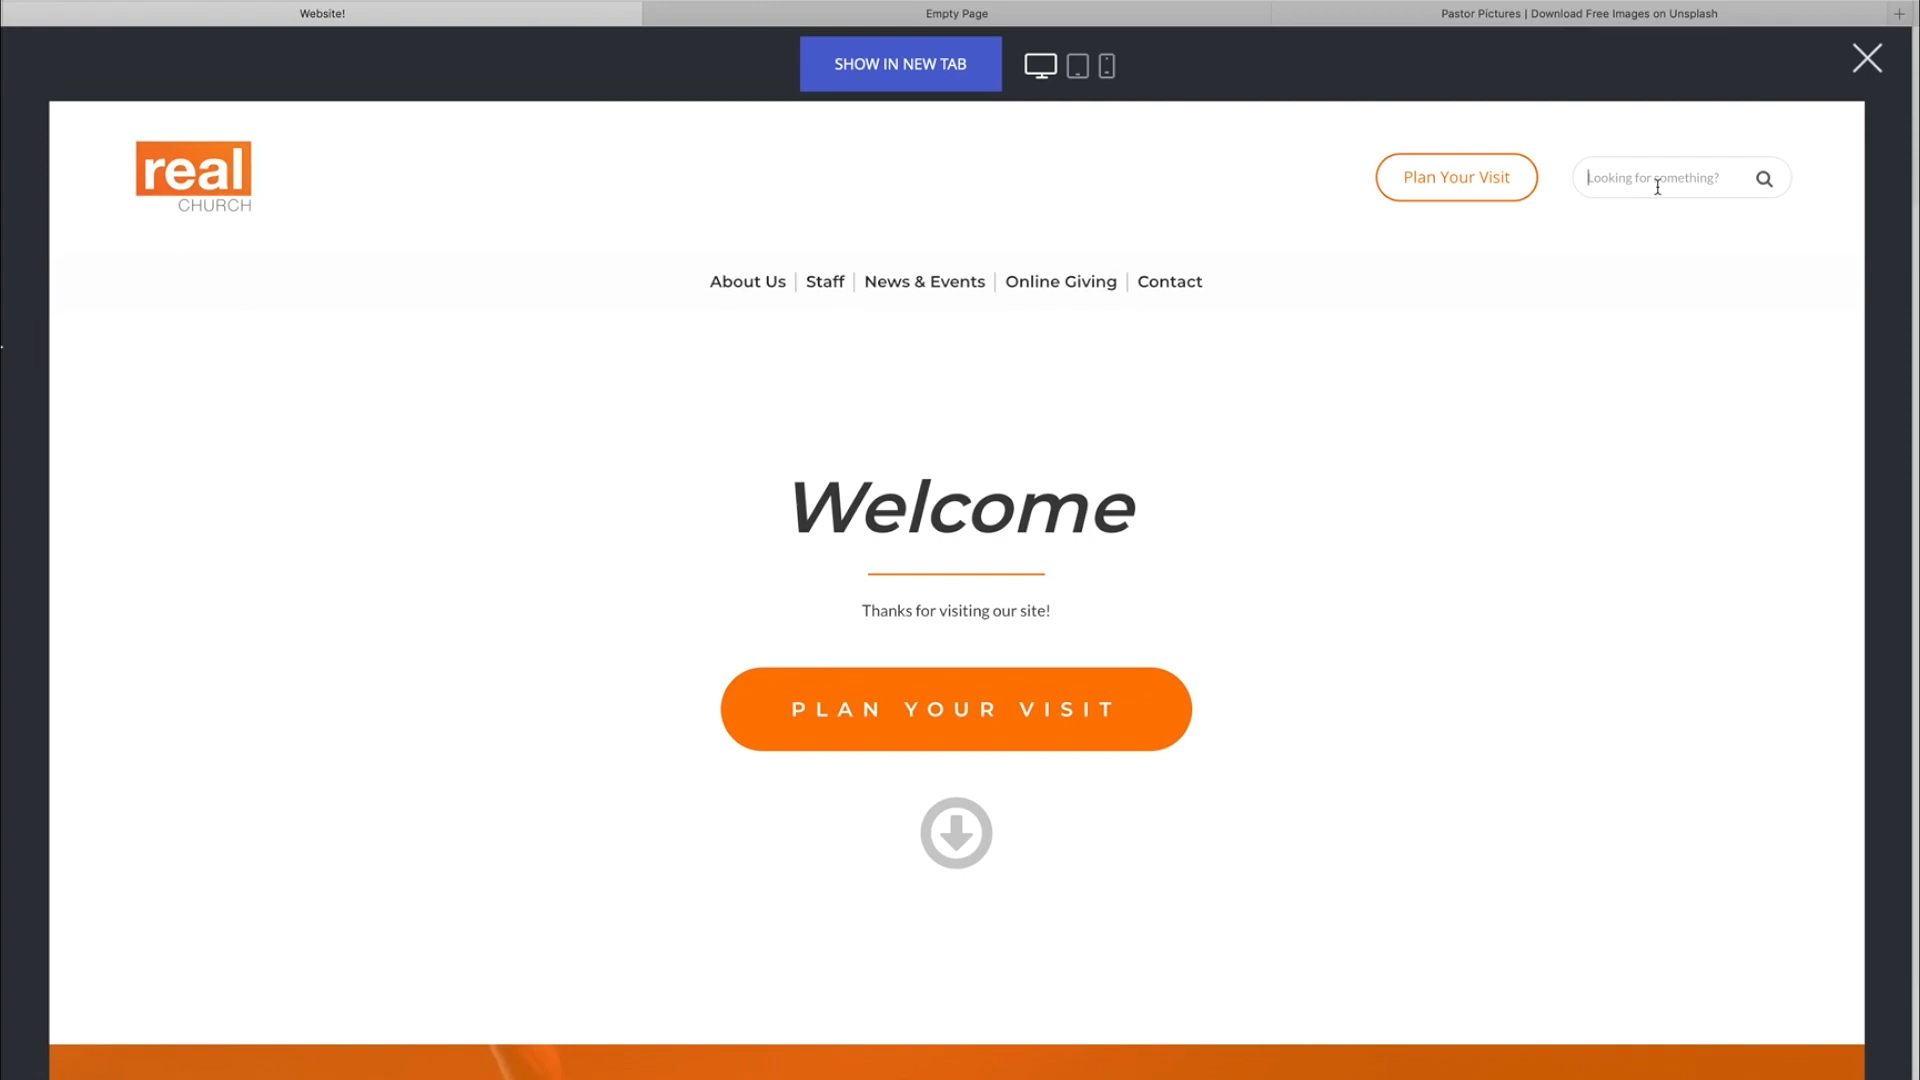 Website!
Empty Page
Pastor Pictures | Download Free Images on Unsplash
SHOW IN NEW TAB
real
CHURCH
Plan Your Visit
Looking for something?
About Us
Staff
News & Events
Online Giving
Contact
Welcome
Thanks for visiting our site!
PLAN YOUR VISIT